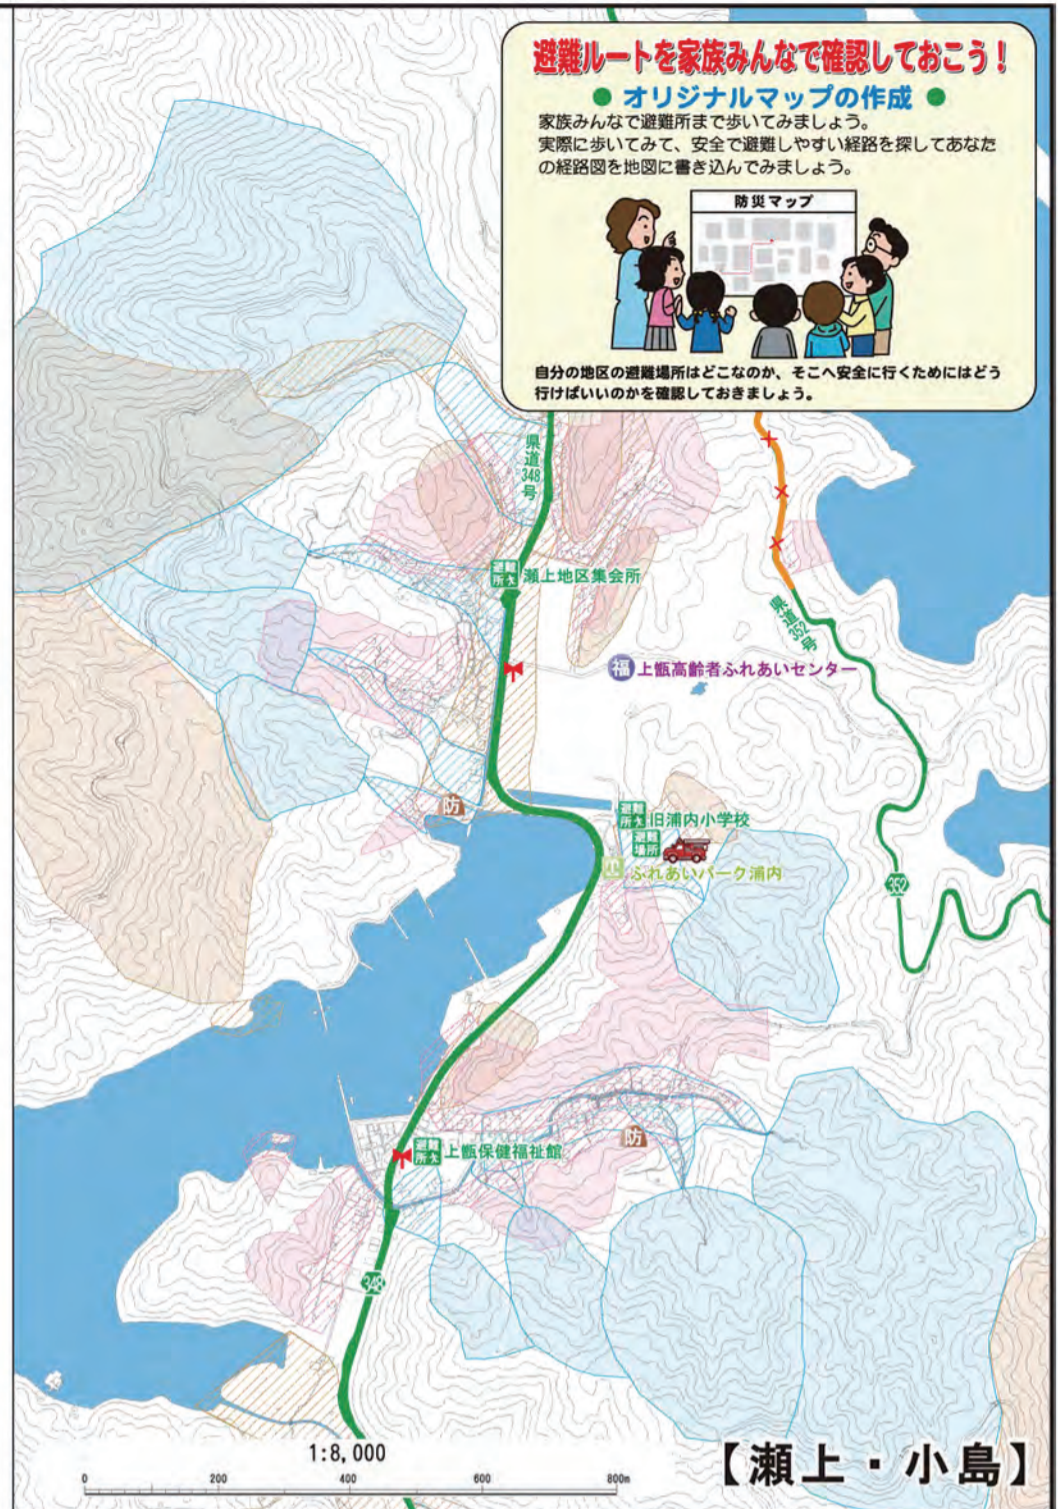 避難ルートを家族みんなで確認しておこう！
● オリジナルマップの作成 ●
家族みんなで避難所まで歩いてみましょう。
実際に歩いてみて、安全で避難しやすい経路を探してあなた
の経路図を地図に書き込んでみましょう。
防災マップ
自分の地区の避難場所はどこなのか、そこへ安全に行くためにはどう
行けばいいのかを確認しておきましょう。
県道348号
避難所 瀬上地区集会所
県道352号
福 上甑高齢者ふれあいセンター
防
避難所 旧浦内小学校
避難場所
ふれあいパーク浦内
352
防
避難所 上甑保健福祉館
348
1:8,000
0 200 400 600 800m
【瀬上・小島】